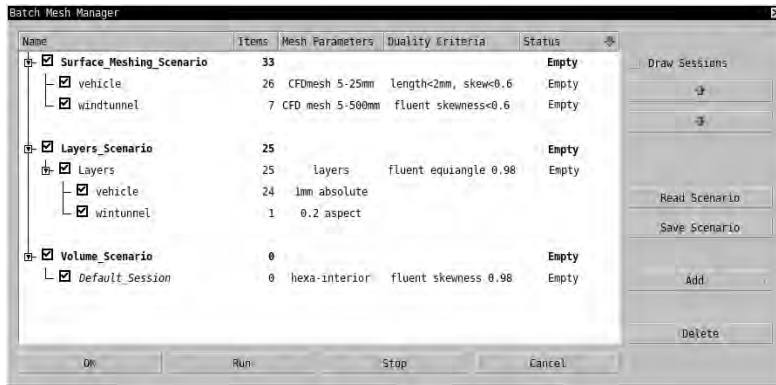 Batch Mesh Manager
Name Items Mesh Parameters Quality Criteria Status
Surface_Meshing_Scenario 33 Empty
vehicle 26 CFDmesh 5-25mm length<2mm, skew<0.6 Empty
windtunnel 7 CFD mesh 5-500mm fluent skewness<0.6 Empty
Layers_Scenario 25 Empty
Layers 25 layers fluent equiangle 0.98 Empty
vehicle 24 1mm absolute
wintunnel 1 0.2 aspect
Volume_Scenario 0 Empty
Default_Session 0 hexa-interior fluent skewness 0.98 Empty
Draw Sessions
Read Scenario
Save Scenario
Add
Delete
OK Run Stop Cancel